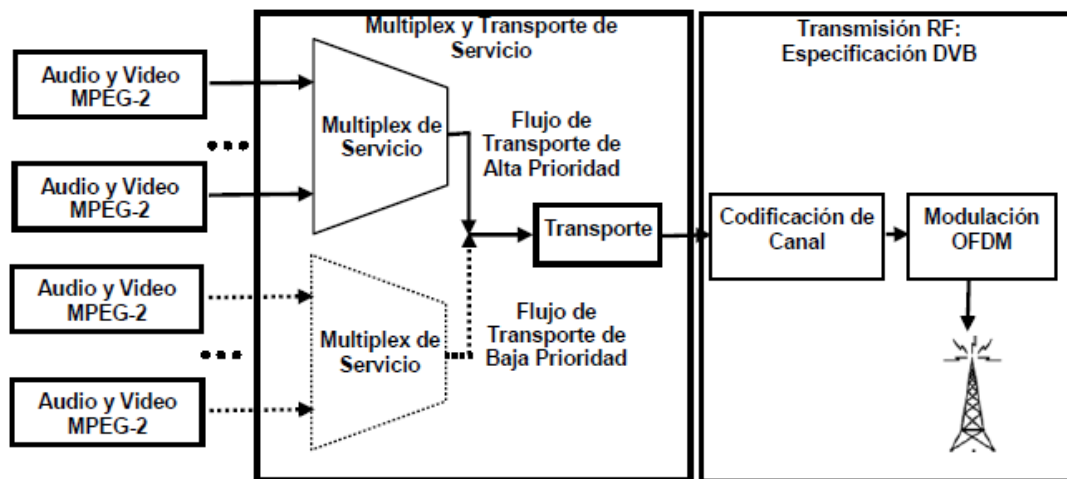 Multiplex y Transporte de
Servicio
Transmisión RF:
Especificación DVB
Audio y Video
MPEG-2
Audio y Video
MPEG-2
Audio y Video
MPEG-2
Audio y Video
MPEG-2
Multiplex de
Servicio
Flujo de
Transporte de
Alta Prioridad
Multiplex de
Servicio
Flujo de
Transporte de
Baja Prioridad
Transporte
Codificación de
Canal
Modulación
OFDM